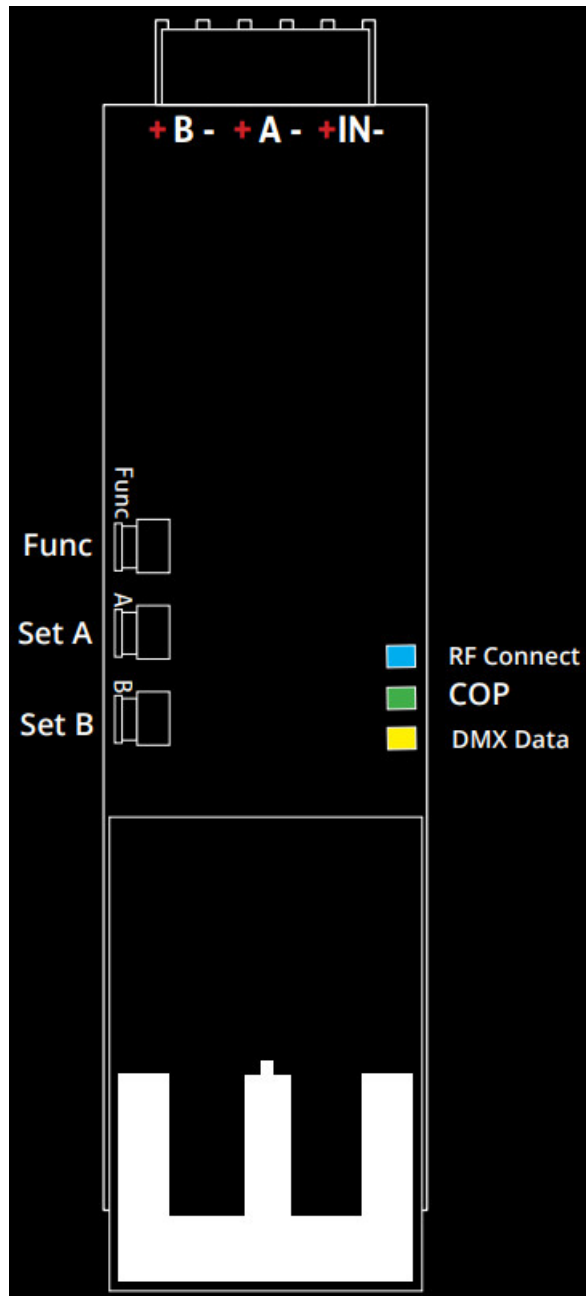 + B - + A - +IN-
Func
Func
A
Set A
B
Set B
RF Connect
COP
DMX Data